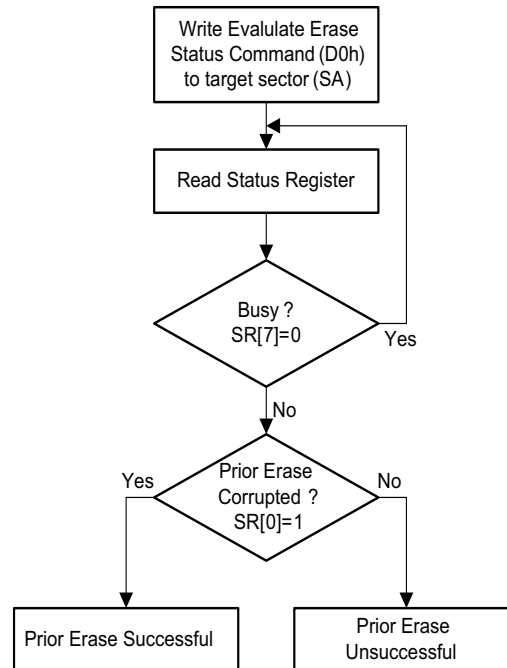 Write Evalulate Erase
Status Command (D0h)
to target sector (SA)
Read Status Register
Busy ?
SR[7]=0
Yes
No
Yes
Prior Erase
Corrupted ?
SR[0]=1
No
Prior Erase Successful
Prior Erase
Unsuccessful